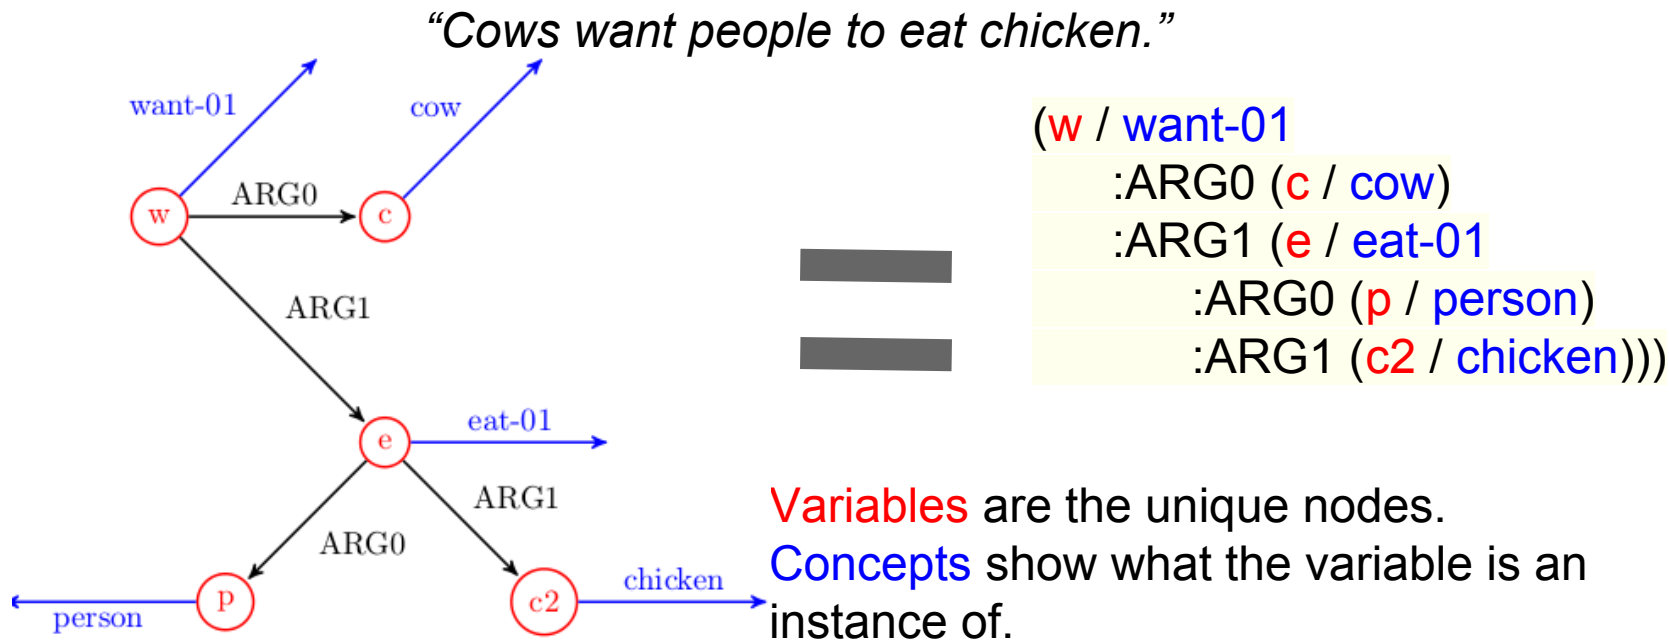 “Cows want people to eat chicken.”
want-01
cow
w
ARG0
c
ARG1
e
eat-01
ARG1
ARG0
person
p
c2
chicken
(w / want-01
:ARG0 (c / cow)
:ARG1 (e / eat-01
:ARG0 (p / person)
:ARG1 (c2 / chicken)))
Variables are the unique nodes.
Concepts show what the variable is an
instance of.